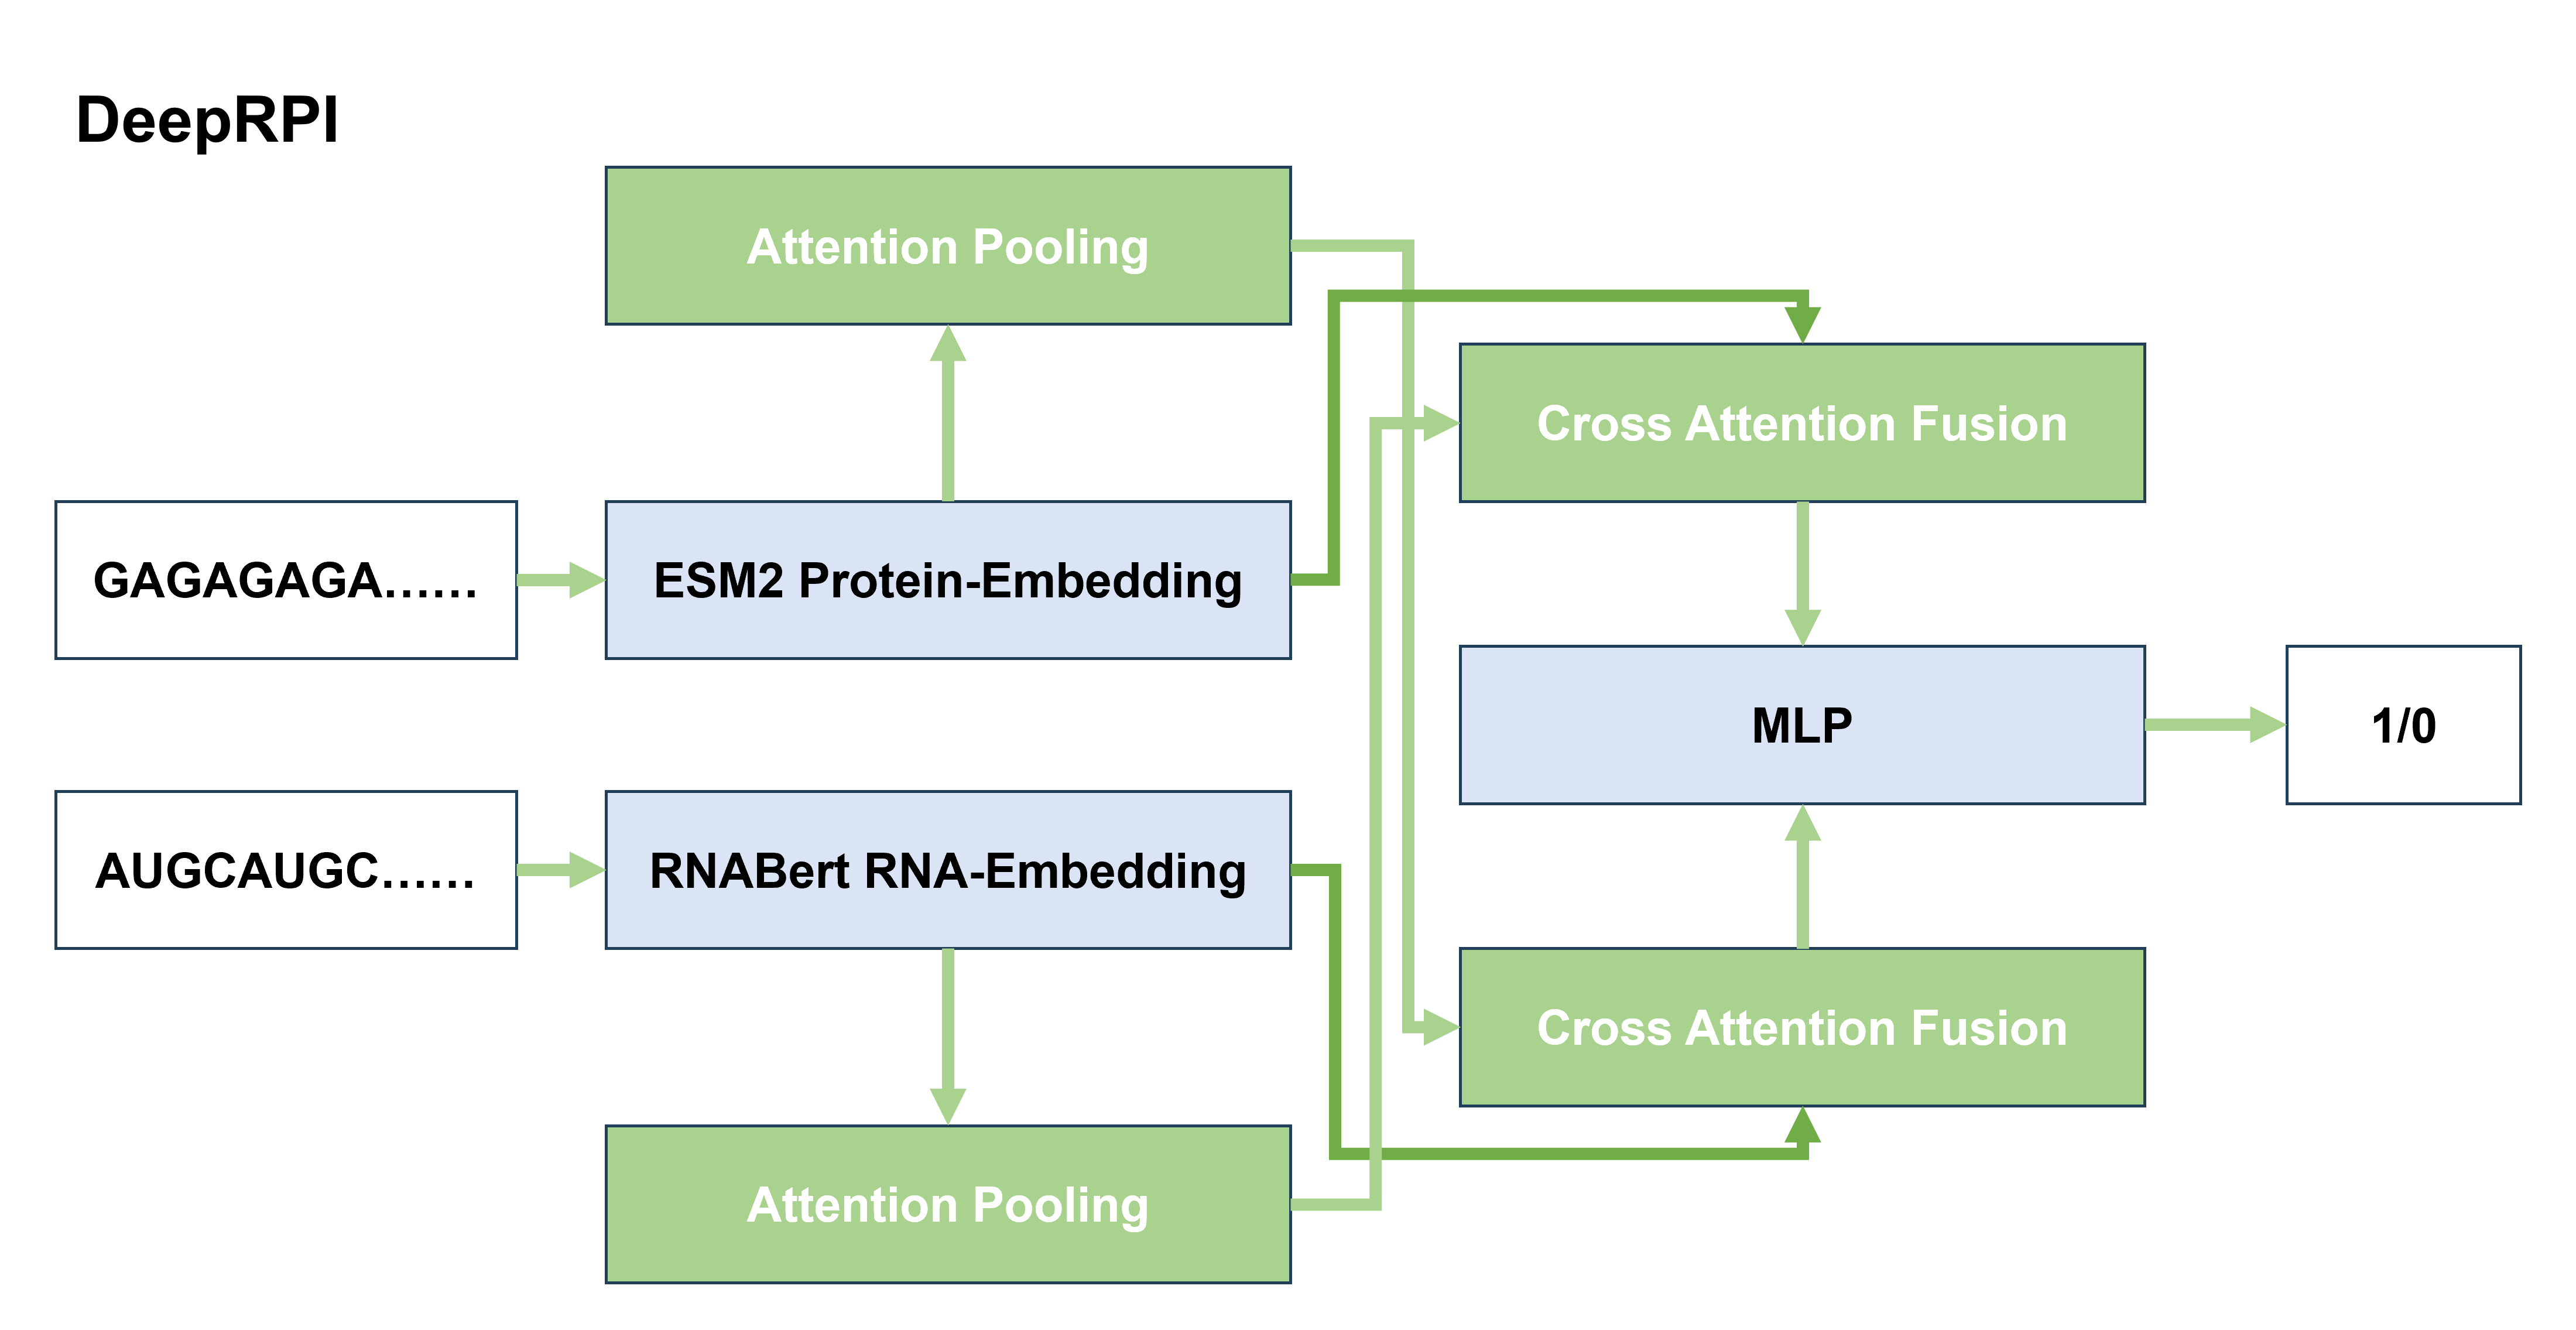 DeepRPI
Attention Pooling
Cross Attention Fusion
GAGAGAGA......
ESM2 Protein-Embedding
MLP
1/0
AUGCAUGC......
RNABert RNA-Embedding
Cross Attention Fusion
Attention Pooling